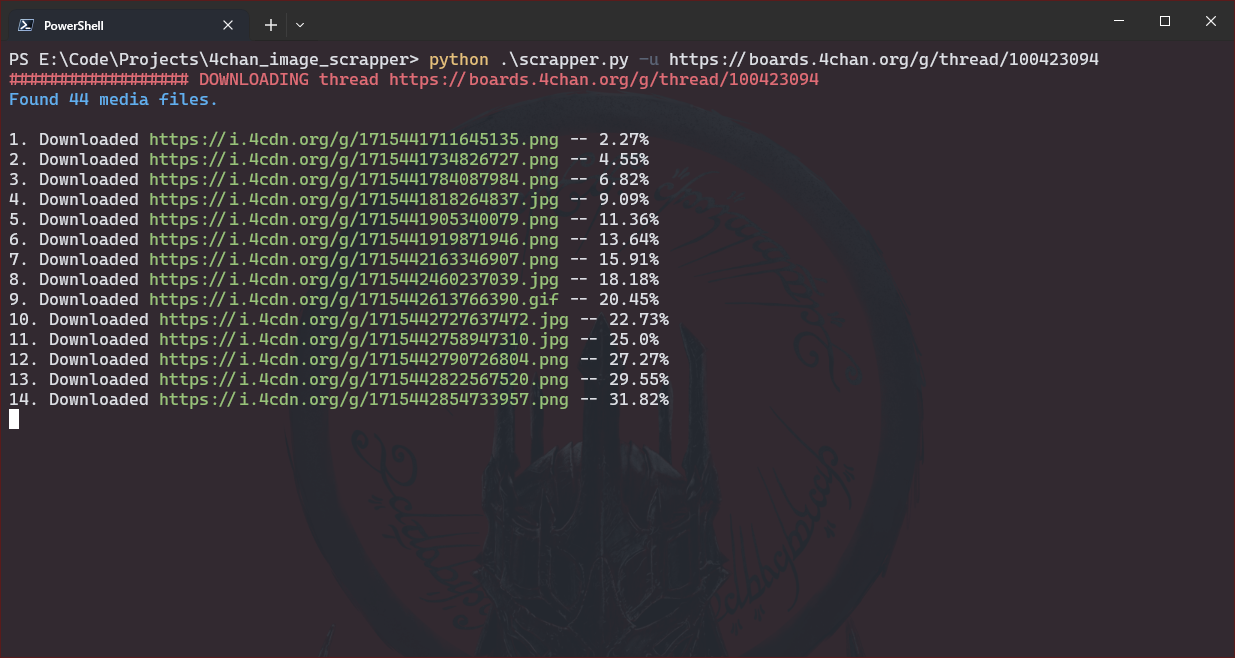 PowerShell
PS E:\Code\Projects\4chan_image_scrapper> python .\scrapper.py -u https://boards.4chan.org/g/thread/100423094
################## DOWNLOADING thread https://boards.4chan.org/g/thread/100423094
Found 44 media files.
1. Downloaded https://i.4cdn.org/g/1715441711645135.png -- 2.27%
2. Downloaded https://i.4cdn.org/g/1715441734826727.png -- 4.55%
3. Downloaded https://i.4cdn.org/g/1715441784087984.png -- 6.82%
4. Downloaded https://i.4cdn.org/g/1715441818264837.jpg -- 9.09%
5. Downloaded https://i.4cdn.org/g/1715441905340079.png -- 11.36%
6. Downloaded https://i.4cdn.org/g/1715441919871946.png -- 13.64%
7. Downloaded https://i.4cdn.org/g/1715442163346907.png -- 15.91%
8. Downloaded https://i.4cdn.org/g/1715442460237039.jpg -- 18.18%
9. Downloaded https://i.4cdn.org/g/1715442613766390.gif -- 20.45%
10. Downloaded https://i.4cdn.org/g/1715442727637472.jpg -- 22.73%
11. Downloaded https://i.4cdn.org/g/1715442758947310.jpg -- 25.0%
12. Downloaded https://i.4cdn.org/g/1715442790726804.png -- 27.27%
13. Downloaded https://i.4cdn.org/g/1715442822567520.png -- 29.55%
14. Downloaded https://i.4cdn.org/g/1715442854733957.png -- 31.82%